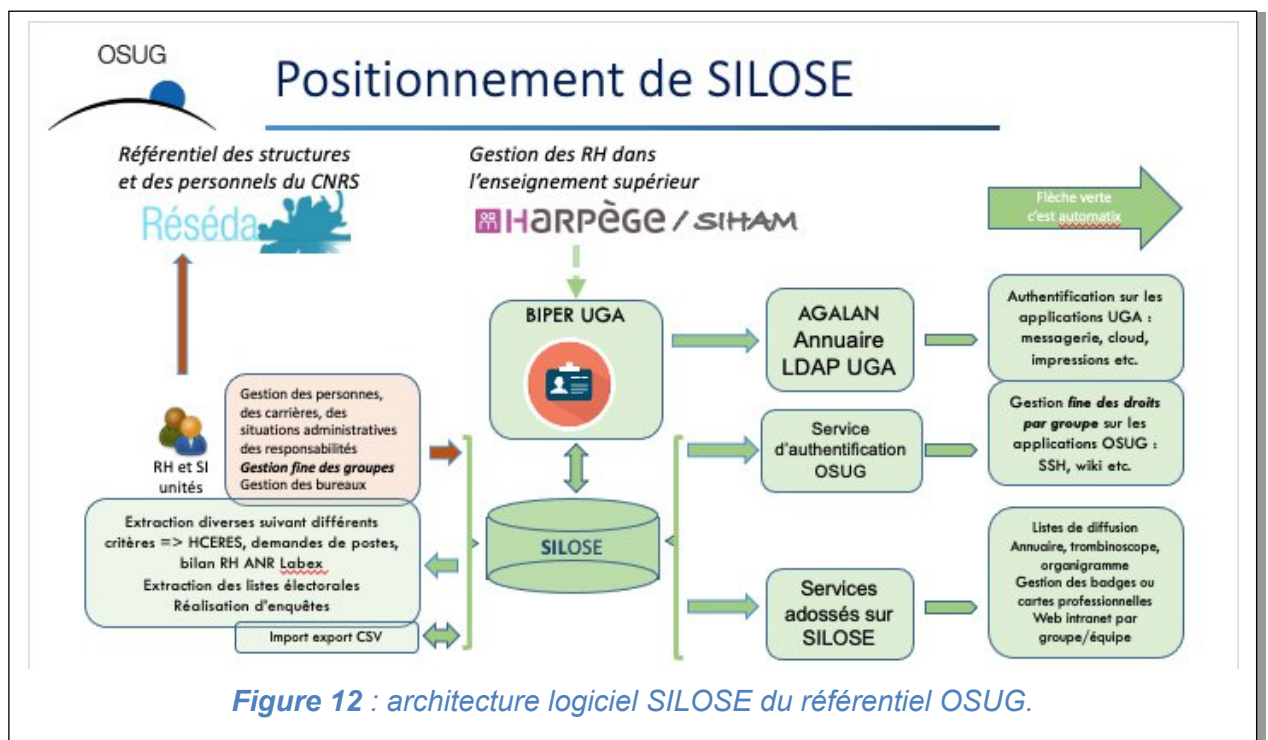 OSUG
Positionnement de SILOSE
Référentiel des structures
et des personnels du CNRS
Réséda
Gestion des RH dans
l'enseignement supérieur
HARPÈGE / SIHAM
Flèche verte
c'est automatix
BIPER UGA
AGALAN
Annuaire
LDAP UGA
Authentification sur les
applications UGA :
messagerie, cloud,
impressions etc.
RH et SI
unités
Gestion des personnes,
des carrières, des
situations administratives
des responsabilités
Gestion fine des groupes
Gestion des bureaux
Service
d'authentification
OSUG
Gestion fine des droits
par groupe sur les
applications OSUG :
SSH, wiki etc.
Extraction diverses suivant différents
critères => HCERES, demandes de postes,
bilan RH ANR Labex
Extraction des listes électorales
Réalisation d'enquêtes
Import export CSV
SILOSE
Services
adossés sur
SILOSE
Listes de diffusion
Annuaire, trombinoscope,
organigramme
Gestion des badges ou
cartes professionnelles
Web intranet par
groupe/équipe
Figure 12 : architecture logiciel SILOSE du référentiel OSUG.